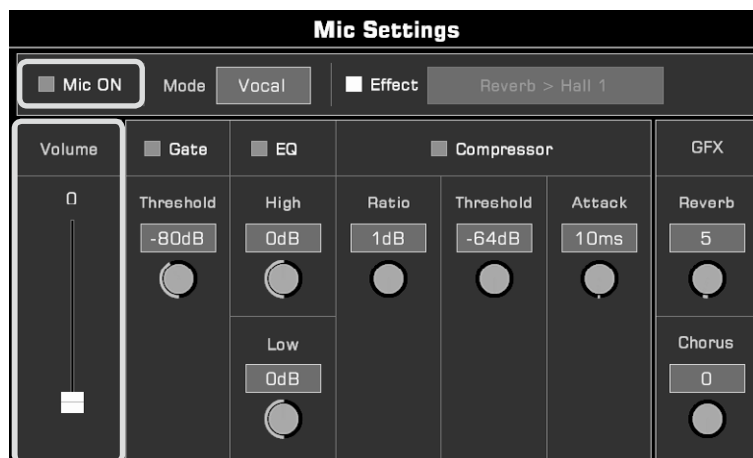 Mic Settings
Mic ON Mode Vocal Effect Reverb > Hall 1
Volume Gate EQ Compressor GFX
0 Threshold High Ratio Threshold Attack Reverb
-80dB 0dB 1dB -64dB 10ms 5
Low Chorus
0dB 0